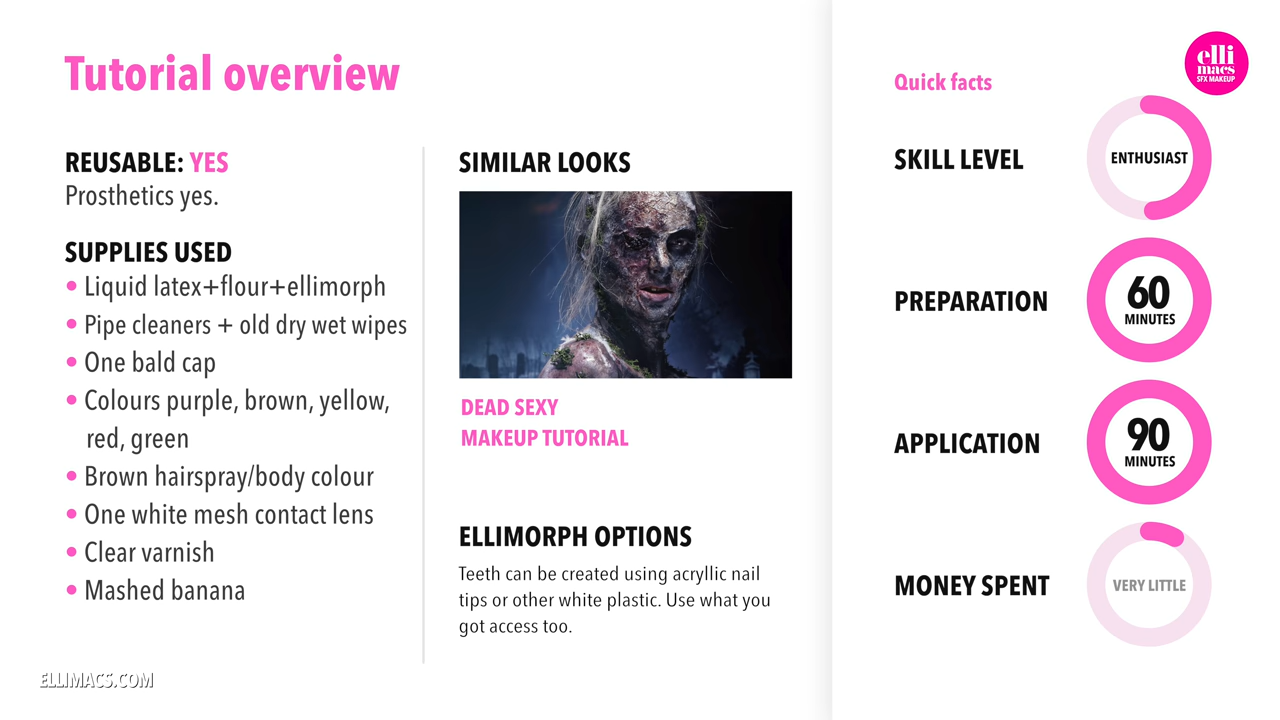 Tutorial overview
REUSABLE: YES
Prosthetics yes.
SUPPLIES USED
• Liquid latex+flour+ellimorph
• Pipe cleaners + old dry wet wipes
• One bald cap
• Colours purple, brown, yellow,
red, green
• Brown hairspray/body colour
• One white mesh contact lens
• Clear varnish
• Mashed banana
ELLIMACS.COM
SIMILAR LOOKS
DEAD SEXY
MAKEUP TUTORIAL
ELLIMORPH OPTIONS
Teeth can be created using acryllic nail
tips or other white plastic. Use what you
got access too.
elli
macs
SFX MAKEUP
Quick facts
SKILL LEVEL
ENTHUSIAST
PREPARATION
60
MINUTES
APPLICATION
90
MINUTES
MONEY SPENT
VERY LITTLE